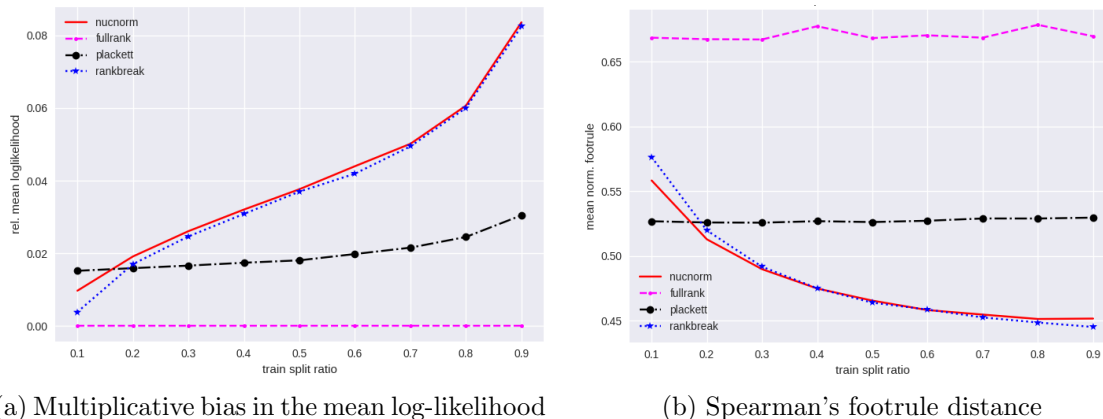 nucnorm
fullrank
plackett
rankbreak
rel. mean loglikelihood
0.08
0.06
0.04
0.02
0.00
0.1 0.2 0.3 0.4 0.5 0.6 0.7 0.8 0.9
train split ratio
(a) Multiplicative bias in the mean log-likelihood
mean norm. footrule
0.65
0.60
0.55
0.50
0.45
nucnorm
fullrank
plackett
rankbreak
0.1 0.2 0.3 0.4 0.5 0.6 0.7 0.8 0.9
train split ratio
(b) Spearman's footrule distance